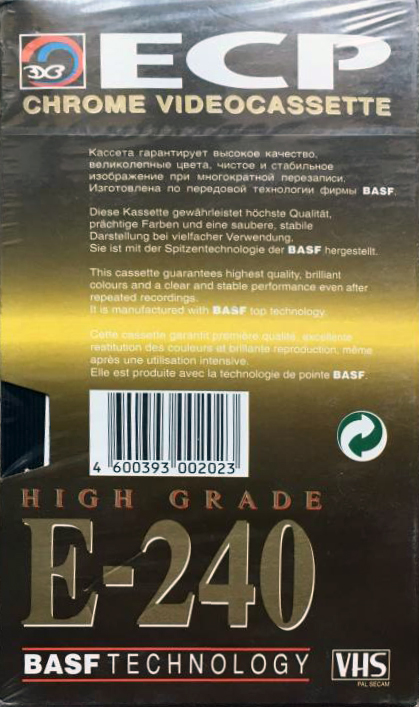 ЭХЗ ECP
CHROME VIDEOCASSETTE
Кассета гарантирует высокое качество,
великолепные цвета, чистое и стабильное
изображение при многократной перезаписи.
Изготовлена по передовой технологии фирмы BASF.
Diese Kassette gewährleistet höchste Qualität,
prächtige Farben und eine saubere, stabile
Darstellung bei vielfacher Verwendung.
Sie ist mit der Spitzentechnologie der BASF hergestellt.
This cassette guarantees highest quality, brilliant
colours and a clear and stable performance even after
repeated recordings.
It is manufactured with BASF top technology.
Cette cassette garantit première qualité, excellente
restitution des couleurs et brillante reproduction, même
après une utilisation intensive.
Elle est produite avec la technologie de pointe BASF.
4 600393 002023
HIGH GRADE
E-240
BASF TECHNOLOGY
VHS
PAL SECAM